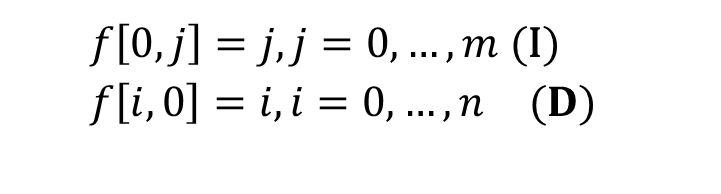 f[0,j] = j, j = 0, ..., m (I)
f[i, 0] = i, i = 0, ..., n (D)